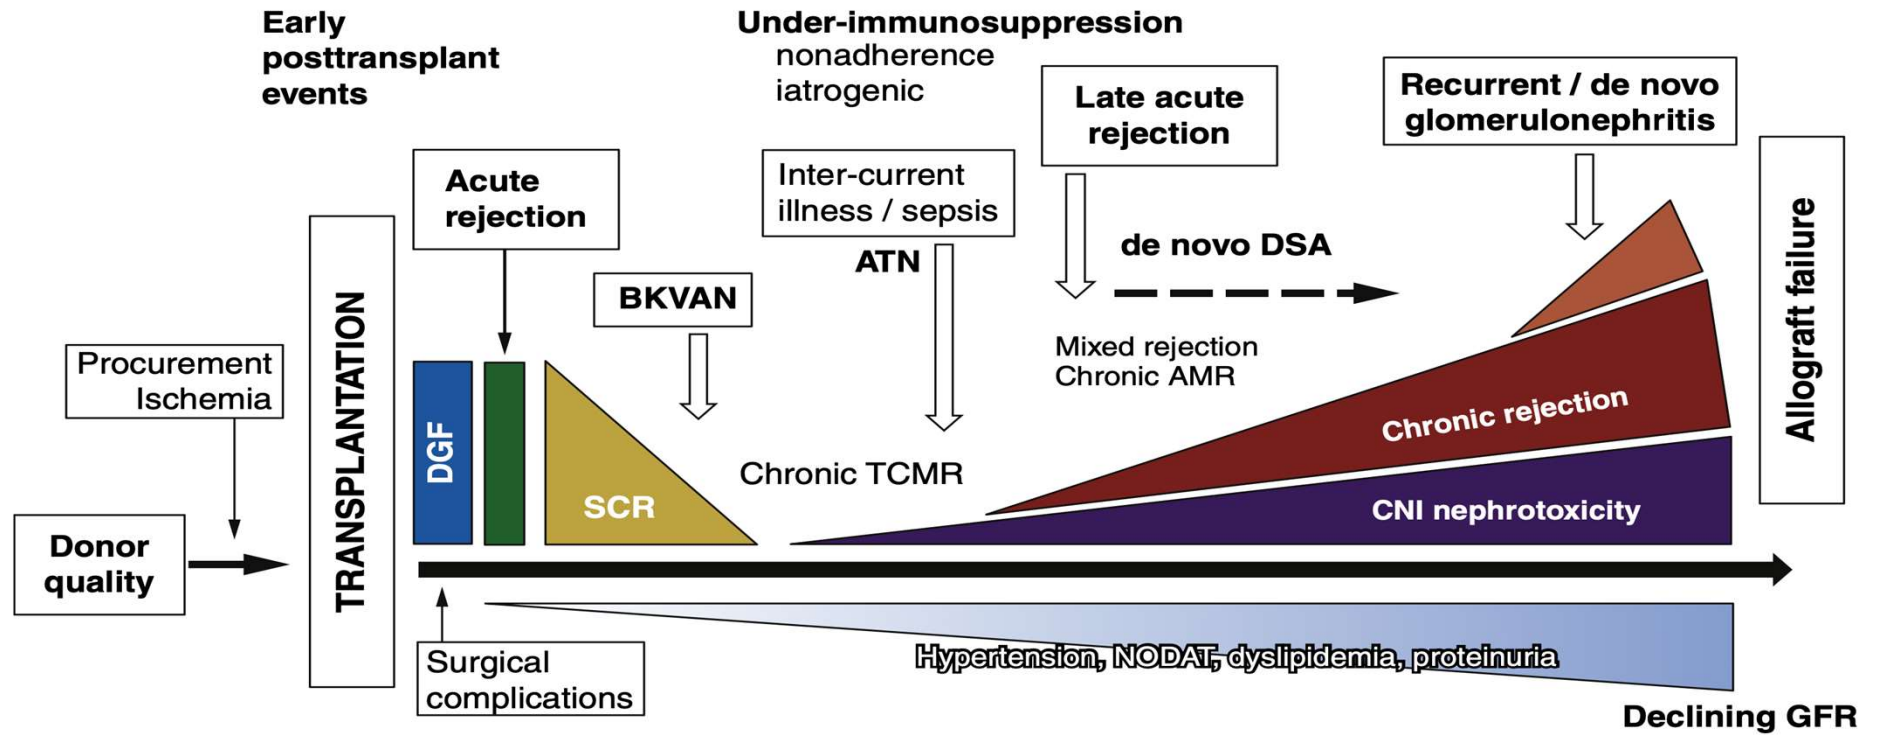 Early
posttransplant
events
Under-immunosuppression
nonadherence
iatrogenic
Late acute
rejection
Recurrent / de novo
glomerulonephritis
Acute
rejection
Inter-current
illness / sepsis
ATN
de novo DSA
BKVAN
Mixed rejection
Chronic AMR
Procurement
Ischemia
Donor
quality
TRANSPLANTATION
DGF
SCR
Chronic TCMR
Chronic rejection
CNI nephrotoxicity
Allograft failure
Surgical
complications
Hypertension, NODAT, dyslipidemia, proteinuria
Declining GFR